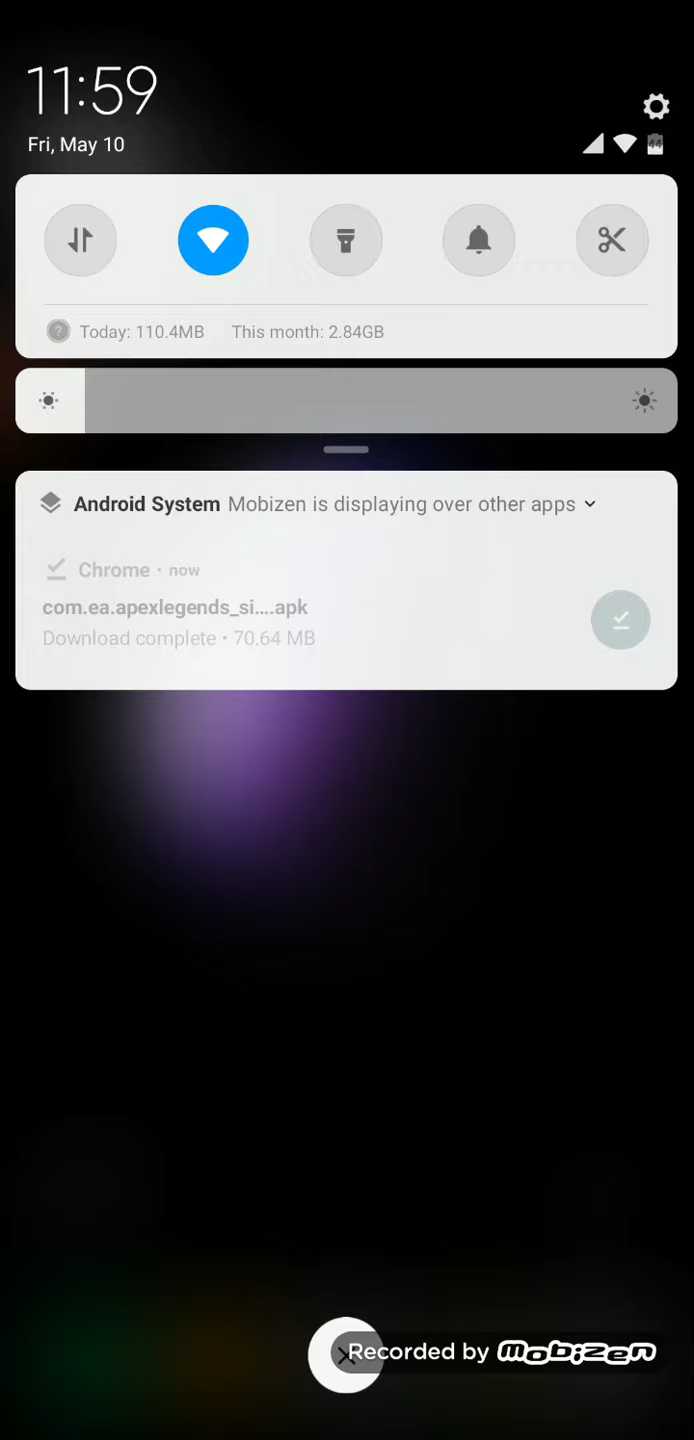 11:59
Fri, May 10
44
Today: 110.4MB This month: 2.84GB
Android System Mobizen is displaying over other apps
Chrome • now
com.ea.apexlegends_si....apk
Download complete • 70.64 MB
Recorded by mobizen